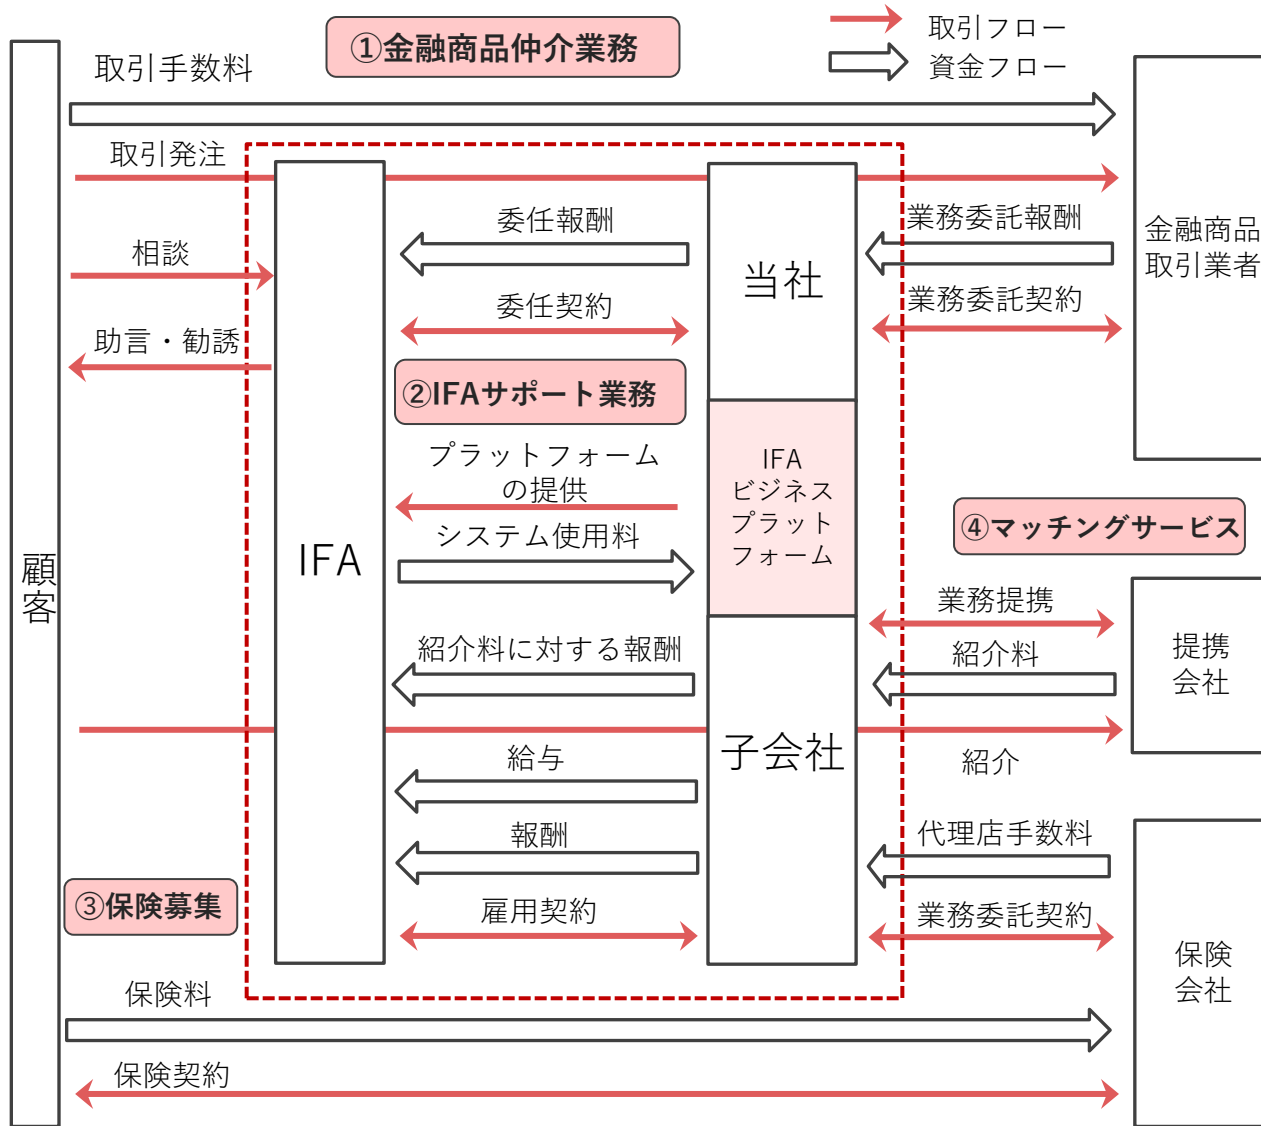 ①金融商品仲介業務
取引フロー
資金フロー
取引手数料
取引発注
相談
助言・勧誘
顧客
IFA
委任報酬
委任契約
②IFAサポート業務
プラットフォーム
の提供
システム使用料
紹介料に対する報酬
給与
報酬
雇用契約
当社
IFA
ビジネス
プラット
フォーム
子会社
業務委託報酬
業務委託契約
金融商品
取引業者
④マッチングサービス
業務提携
紹介料
紹介
提携
会社
代理店手数料
業務委託契約
保険
会社
③保険募集
保険料
保険契約